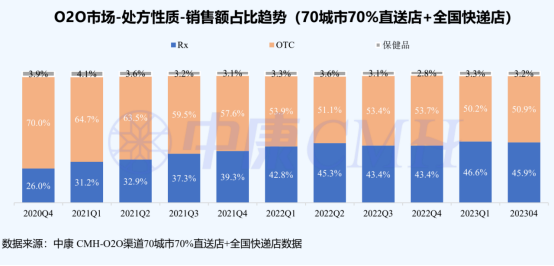 O2O市场-处方性质-销售额占比趋势（70城市70%直送店+全国快递店）
Rx OTC 保健品
3.9% 4.1% 3.6% 3.2% 3.1% 3.3% 3.6% 3.1% 2.8% 3.3% 3.2%
70.0% 64.7% 63.5% 59.5% 57.6% 53.9% 51.1% 53.4% 53.7% 50.2% 50.9%
中康CMH
26.0% 31.2% 32.9% 37.3% 39.3% 42.8% 45.3% 43.4% 43.4% 46.6% 45.9%
2020Q4 2021Q1 2021Q2 2021Q3 2021Q4 2022Q1 2022Q2 2022Q3 2022Q4 2023Q1 202304
数据来源：中康 CMH-O2O渠道70城市70%直送店+全国快递店数据